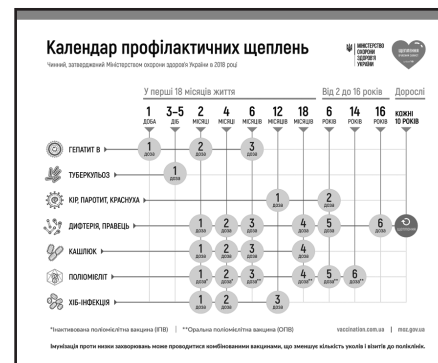 Календар профілактичних щеплень
Чинний, затверджений Міністерством охорони здоров'я України в 2018 році
МІНІСТЕРСТВО
ОХОРОНИ
ЗДОРОВ'Я
УКРАЇНИ
У перші 18 місяців життя
Від 2 до 16 років
Дорослі
1 ДОБА
3–5 ДІБ
2 МІСЯЦІ
4 МІСЯЦІ
6 МІСЯЦІВ
12 МІСЯЦІВ
18 МІСЯЦІВ
6 РОКІВ
14 РОКІВ
16 РОКІВ
КОЖНІ 10 РОКІВ
ГЕПАТИТ В 1 доза 2 доза 3 доза
ТУБЕРКУЛЬОЗ 1 доза
КІР, ПАРОТИТ, КРАСНУХА 1 доза 2 доза
ДИФТЕРІЯ, ПРАВЕЦЬ 1 доза 2 доза 3 доза 4 доза 5 доза 6 доза
КАШЛЮК 1 доза 2 доза 3 доза 4 доза
ПОЛІОМІЄЛІТ 1 доза* 2 доза* 3 доза** 4 доза** 5 доза** 6 доза**
ХІБ-ІНФЕКЦІЯ 1 доза 2 доза 3 доза
*Інактивована поліомієлітна вакцина (ІПВ) | **Оральна поліомієлітна вакцина (ОПВ)
vaccination.com.ua | moz.gov.ua
Імунізація проти низки захворювань може проводитися комбінованими вакцинами, що зменшує кількість уколів і візитів до поліклінік.